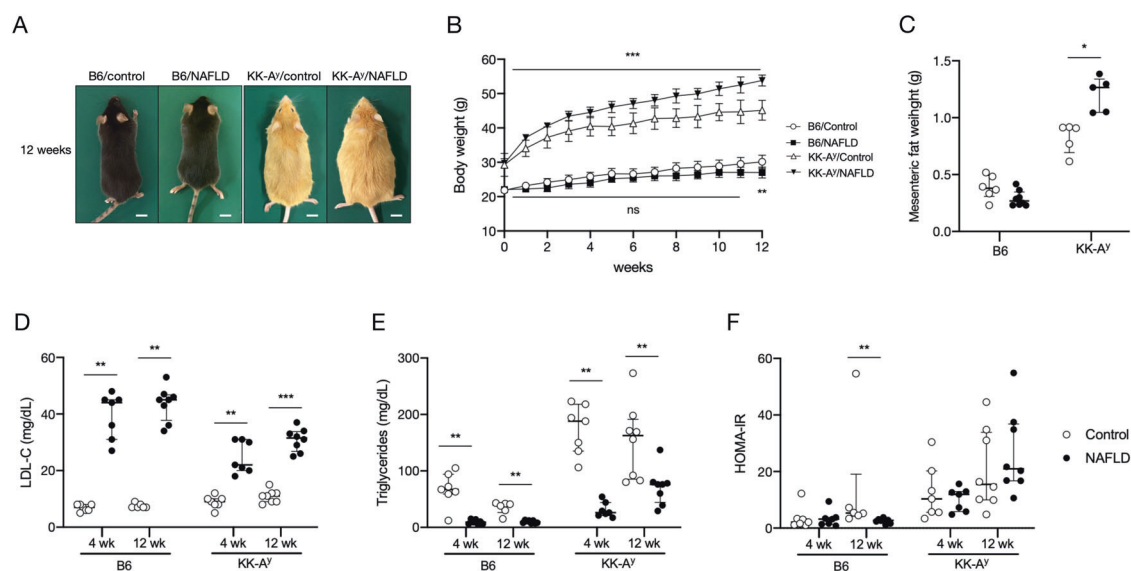 A
B6/control B6/NAFLD KK-Aʸ/control KK-Aʸ/NAFLD
12 weeks
B
Body weight (g)
60
50
40
30
20
10
0 2 4 6 8 10 12
weeks
***
ns
**
B6/Control
B6/NAFLD
KK-Aʸ/Control
KK-Aʸ/NAFLD
C
Mesenteric fat weihght (g)
1.5
1.0
0.5
0.0
*
B6 KK-Aʸ
D
LDL-C (mg/dL)
60
40
20
0
** ** ** ***
4 wk 12 wk 4 wk 12 wk
B6 KK-Aʸ
E
Triglycerides (mg/dL)
300
200
100
0
** ** ** **
4 wk 12 wk 4 wk 12 wk
B6 KK-Aʸ
F
HOMA-IR
60
40
20
0
**
4 wk 12 wk 4 wk 12 wk
B6 KK-Aʸ
Control
NAFLD